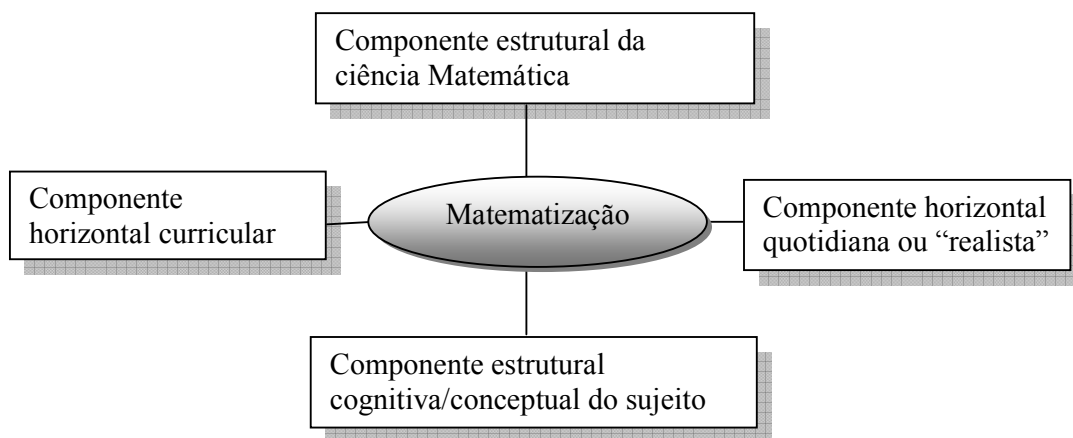 Componente estrutural da
ciência Matemática
Componente
horizontal curricular
Matematização
Componente horizontal
quotidiana ou “realista”
Componente estrutural
cognitiva/conceptual do sujeito